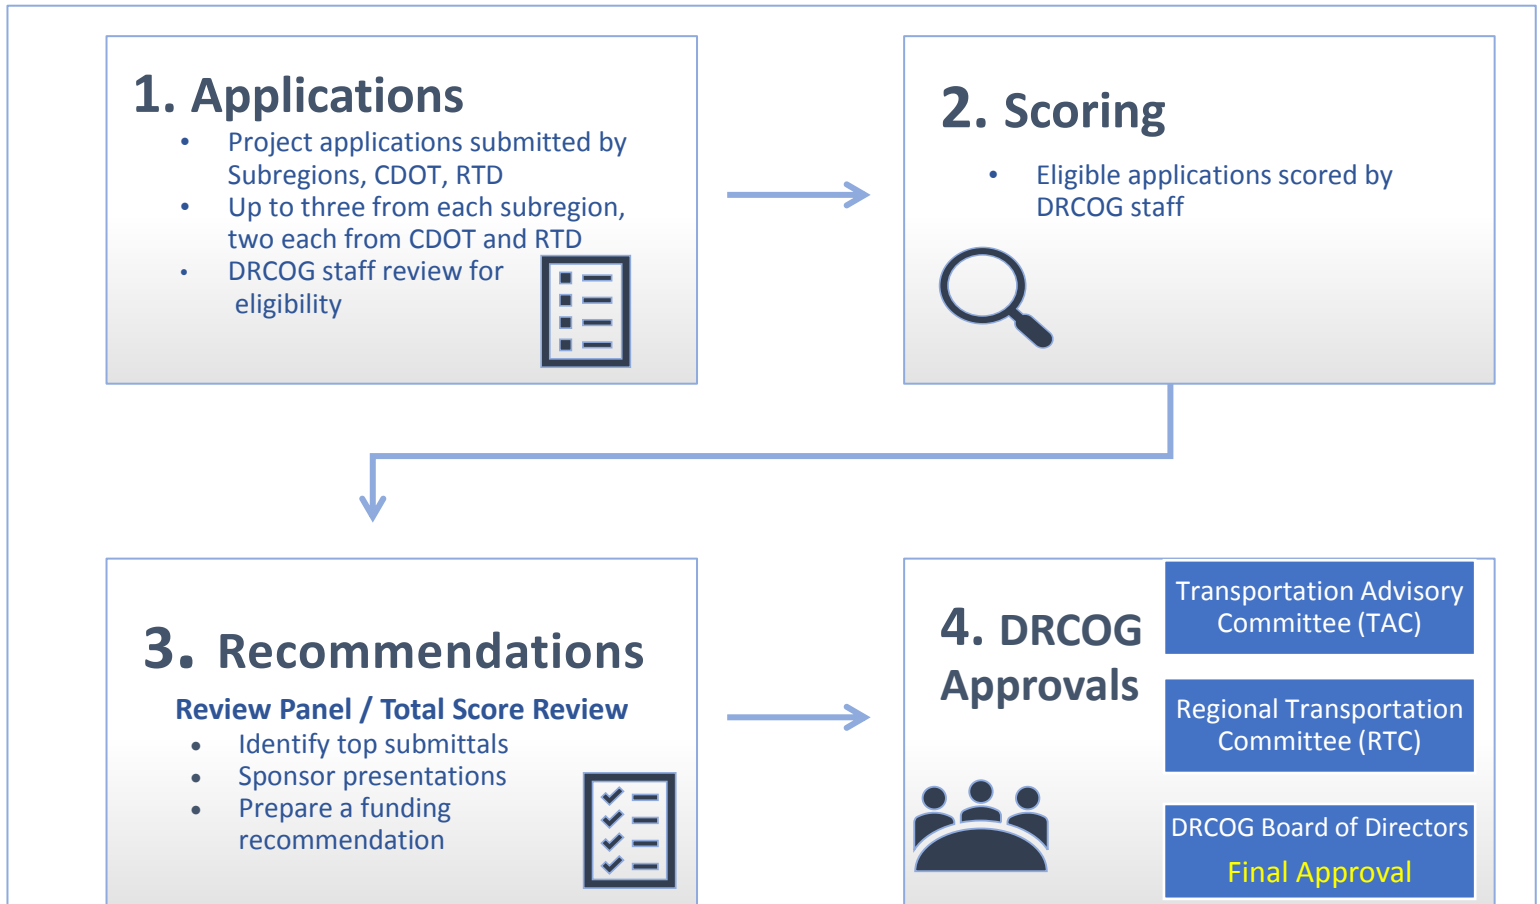 1. Applications
• Project applications submitted by
Subregions, CDOT, RTD
• Up to three from each subregion,
two each from CDOT and RTD
• DRCOG staff review for
eligibility
2. Scoring
• Eligible applications scored by
DRCOG staff
3. Recommendations
Review Panel / Total Score Review
• Identify top submittals
• Sponsor presentations
• Prepare a funding
recommendation
4. DRCOG
Approvals
Transportation Advisory
Committee (TAC)
Regional Transportation
Committee (RTC)
DRCOG Board of Directors
Final Approval